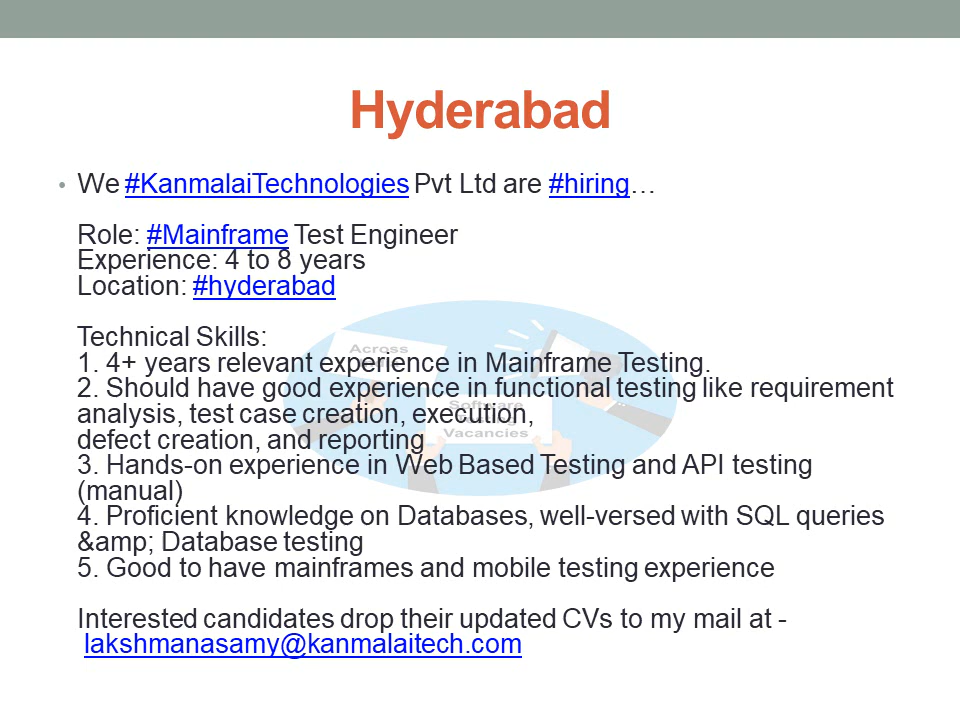 Hyderabad
• We #KanmalaiTechnologies Pvt Ltd are #hiring…
Role: #Mainframe Test Engineer
Experience: 4 to 8 years
Location: #hyderabad
Technical Skills:
Across
1. 4+ years relevant experience in Mainframe Testing.
2. Should have good experience in functional testing like requirement
analysis, test case creation, execution,
Software
defect creation, and reporting
Vacancies
3. Hands-on experience in Web Based Testing and API testing
(manual)
4. Proficient knowledge on Databases, well-versed with SQL queries
&amp; Database testing
5. Good to have mainframes and mobile testing experience
Interested candidates drop their updated CVs to my mail at -
lakshmanasamy@kanmalaitech.com